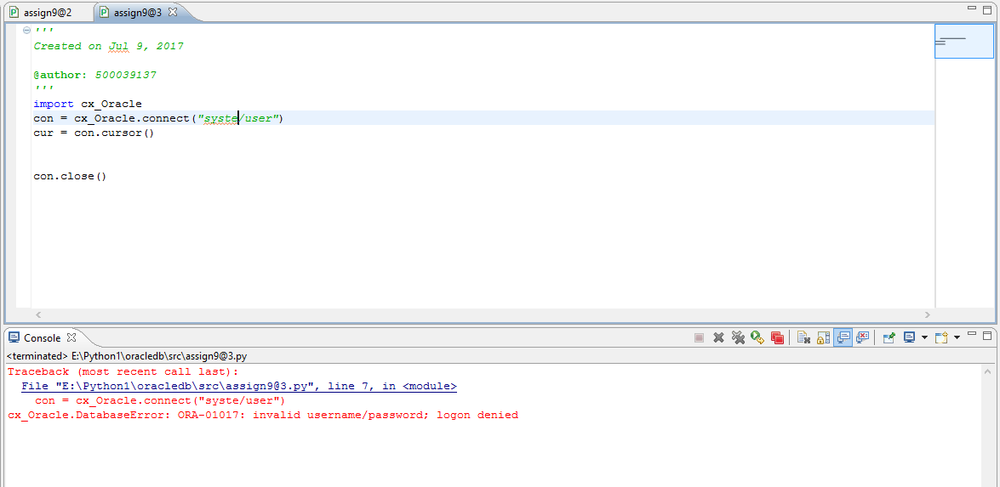 assign9@2 assign9@3
'''
Created on Jul 9, 2017
@author: 500039137
'''
import cx_Oracle
con = cx_Oracle.connect("syste/user")
cur = con.cursor()
con.close()
Console
<terminated> E:\Python1\oracledb\src\assign9@3.py
Traceback (most recent call last):
File "E:\Python1\oracledb\src\assign9@3.py", line 7, in <module>
con = cx_Oracle.connect("syste/user")
cx_Oracle.DatabaseError: ORA-01017: invalid username/password; logon denied